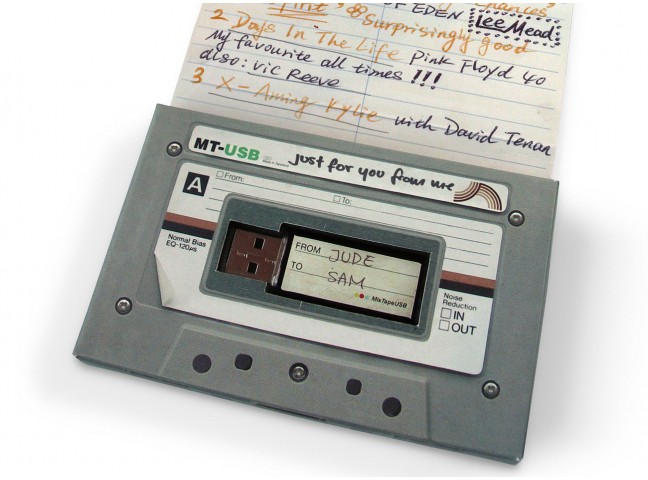 OF EDEN Lee Mead
Surprisingly good
2 Days In The Life Pink Floyd 40
My favourite all times !!!
also: Vic Reeve
3 X-Aming Kylie with David Tenan
MT-USB just for you from me
A
From:
To:
Normal Bias
EQ-120µs
FROM JUDE
TO SAM
MixTapeUSB
Noise
Reduction
IN
OUT